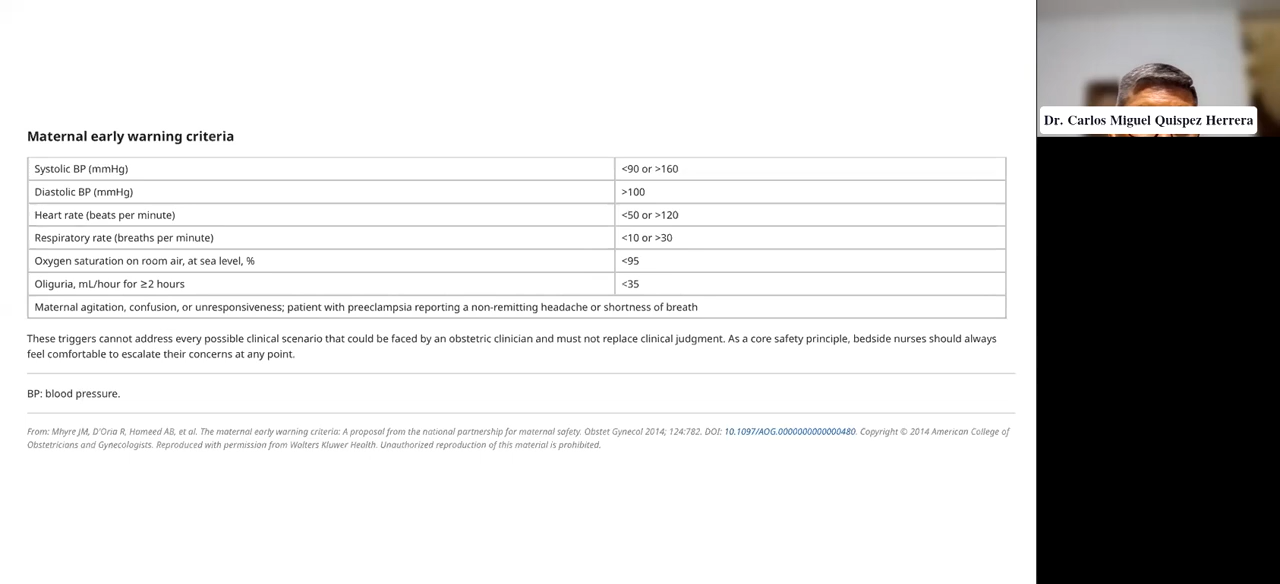 Maternal early warning criteria
Systolic BP (mmHg) <90 or >160
Diastolic BP (mmHg) >100
Heart rate (beats per minute) <50 or >120
Respiratory rate (breaths per minute) <10 or >30
Oxygen saturation on room air, at sea level, % <95
Oliguria, mL/hour for ≥2 hours <35
Maternal agitation, confusion, or unresponsiveness; patient with preeclampsia reporting a non-remitting headache or shortness of breath
These triggers cannot address every possible clinical scenario that could be faced by an obstetric clinician and must not replace clinical judgment. As a core safety principle, bedside nurses should always
feel comfortable to escalate their concerns at any point.
BP: blood pressure.
From: Mhyre JM, D'Oria R, Hameed AB, et al. The maternal early warning criteria: A proposal from the national partnership for maternal safety. Obstet Gynecol 2014; 124:782. DOI: 10.1097/AOG.0000000000000480. Copyright © 2014 American College of
Obstetricians and Gynecologists. Reproduced with permission from Wolters Kluwer Health. Unauthorized reproduction of this material is prohibited.
Dr. Carlos Miguel Quispez Herrera